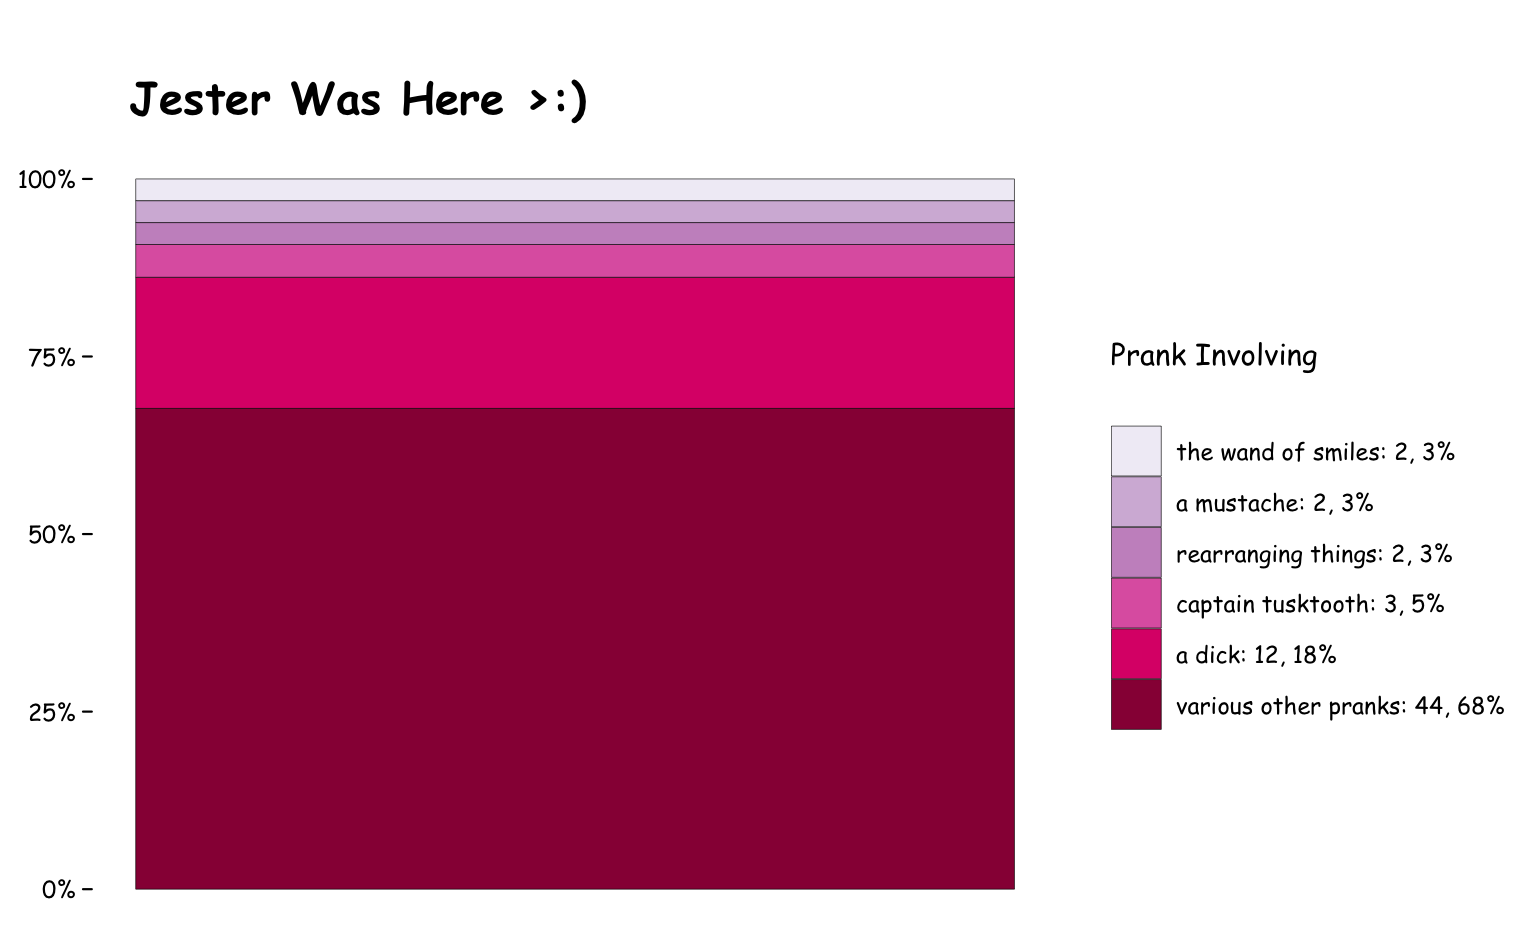 Jester Was Here >:)
100%
75%
50%
25%
0%
Prank Involving
the wand of smiles: 2, 3%
a mustache: 2, 3%
rearranging things: 2, 3%
captain tusktooth: 3, 5%
a dick: 12, 18%
various other pranks: 44, 68%